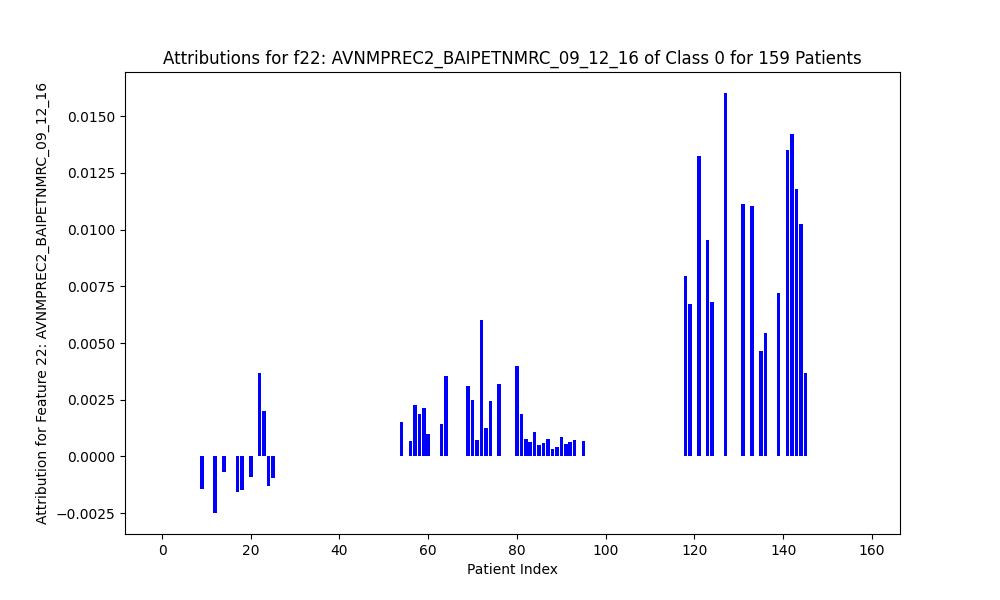 Attributions for f22: AVNMPREC2_BAIPETNMRC_09_12_16 of Class 0 for 159 Patients
Attribution for Feature 22: AVNMPREC2_BAIPETNMRC_09_12_16
0.0150
0.0125
0.0100
0.0075
0.0050
0.0025
0.0000
−0.0025
0 20 40 60 80 100 120 140 160
Patient Index